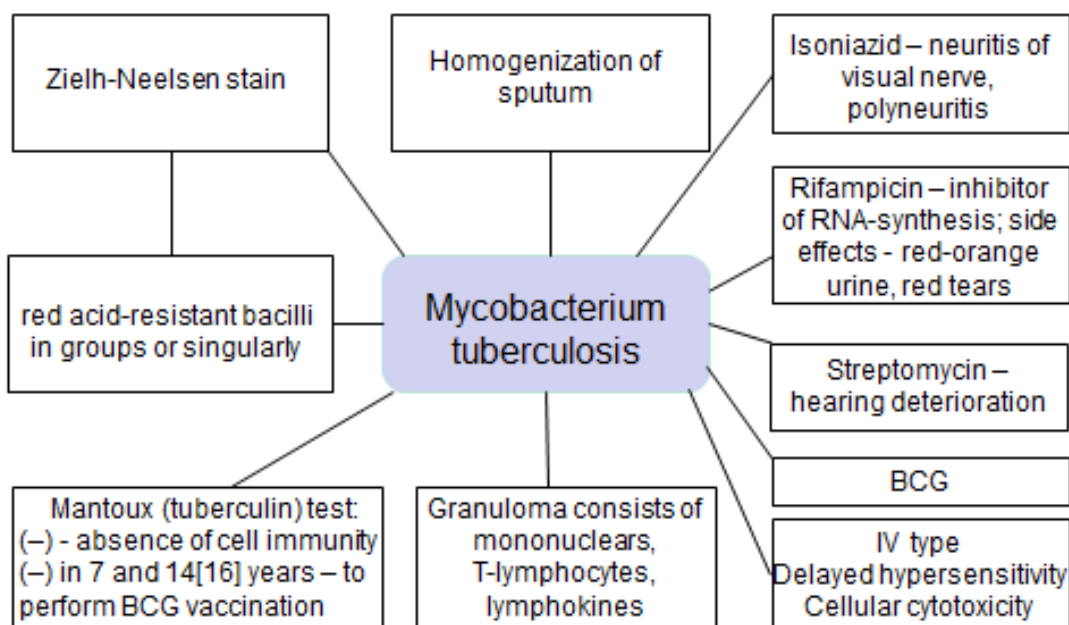 Zielh-Neelsen stain
Homogenization of
sputum
Isoniazid – neuritis of
visual nerve,
polyneuritis
Rifampicin – inhibitor
of RNA-synthesis; side
effects - red-orange
urine, red tears
red acid-resistant bacilli
in groups or singularly
Mycobacterium
tuberculosis
Streptomycin –
hearing deterioration
BCG
Mantoux (tuberculin) test:
(–) - absence of cell immunity
(–) in 7 and 14[16] years – to
perform BCG vaccination
Granuloma consists of
mononuclears,
T-lymphocytes,
lymphokines
IV type
Delayed hypersensitivity
Cellular cytotoxicity